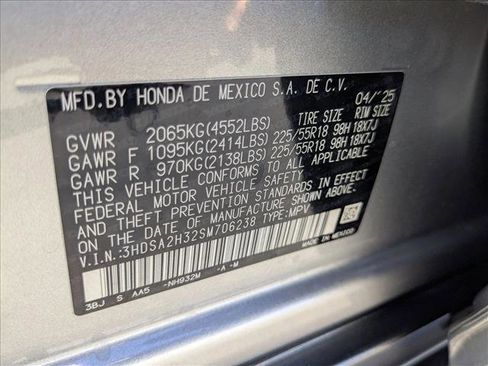 MFD.BY HONDA DE MEXICO S.A. DE C.V.
04/'25
TIRE SIZE RIM SIZE
GVWR 2065KG(4552LBS)
GAWR F 1095KG(2414LBS) 225/55R18 98H 18X7J
GAWR R 970KG(2138LBS) 225/55R18 98H 18X7J
THIS VEHICLE CONFORMS TO ALL APPLICABLE
FEDERAL MOTOR VEHICLE SAFETY
AND THEFT PREVENTION STANDARDS IN EFFECT
ON THE DATE OF MANUFACTURE SHOWN ABOVE.
V.I.N.:3HDSA2H32SM706238 TYPE:MPV
3BJ S AA5 -NH932M -A -M
MADE IN MEXICO